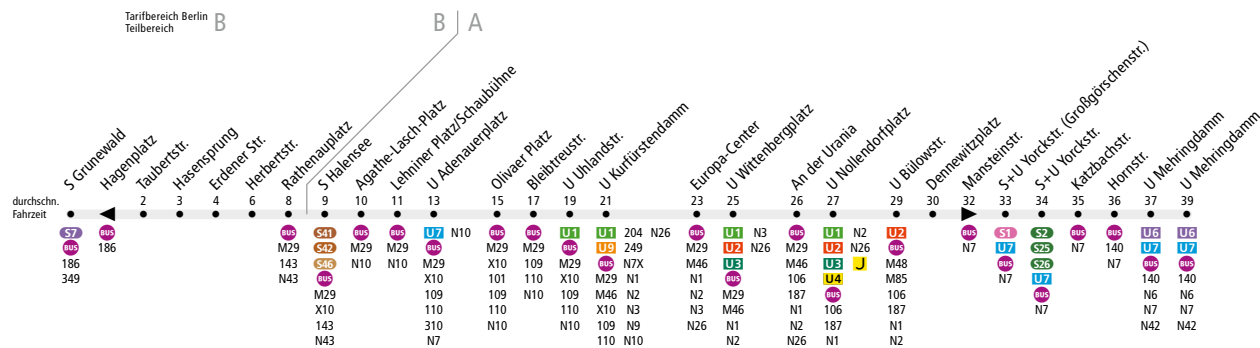 Tarifbereich Berlin
Teilbereich
B
B
A
S Grunewald
Hagenplatz
Taubertstr.
Hasensprung
Erdener Str.
Herbertstr.
Rathenauplatz
S Halensee
Agathe-Lasch-Platz
Lehniner Platz/Schaubühne
U Adenauerplatz
Olivaer Platz
Bleibtreustr.
U Uhlandstr.
U Kurfürstendamm
Europa-Center
U Wittenbergplatz
An der Urania
U Nollendorfplatz
U Bülowstr.
Dennewitzplatz
Mansteinstr.
S+U Yorckstr. (Großgörschenstr.)
S+U Yorckstr.
Katzbachstr.
Hornstr.
U Mehringdamm
U Mehringdamm
durchschn. 2 3 4 6 8 9 10 11 13 15 17 19 21 23 25 26 27 29 30 32 33 34 35 36 37 39
Fahrzeit
S7
BUS
186
349
BUS
186
BUS
M29
143
N43
S41
S42
S46
BUS
M29
X10
143
N43
BUS
M29
N10
BUS
M29
N10
U7 N10
BUS
M29
X10
109
110
310
N7
BUS
M29
X10
101
109
110
N10
BUS
M29
109
110
N10
U1
BUS
M29
X10
109
110
N10
U1 204 N26
U9 249
BUS N7X
M29 N1
M46 N2
X10 N3
109 N9
110 N10
BUS
M29
M46
N1
N2
N3
N26
U1 N3
U2 N26
U3
BUS
M29
M46
N1
N2
BUS
M29
M46
106
187
N1
N2
N26
U1 N2
U2 N26
U3
U4
BUS
106
187
N1
U2
BUS
M48
M85
106
187
N1
N2
BUS
N7
S1
U7
BUS
N7
S2
S25
S26
U7
BUS
N7
BUS
N7
BUS
140
N7
U6
U7
BUS
140
N6
N7
N42
U6
U7
BUS
140
N6
N7
N42